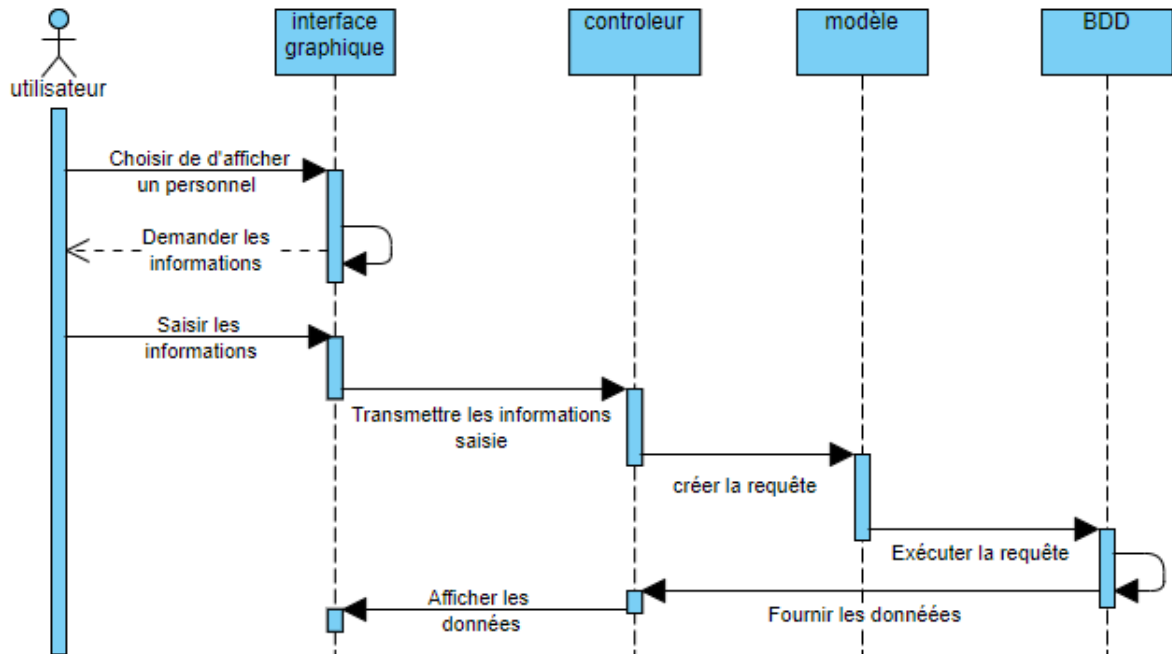 utilisateur
interface
graphique
controleur
modèle
BDD
Choisir de d'afficher
un personnel
Demander les
informations
Saisir les
informations
Transmettre les informations
saisie
créer la requête
Exécuter la requête
Fournir les donnéées
Afficher les
données